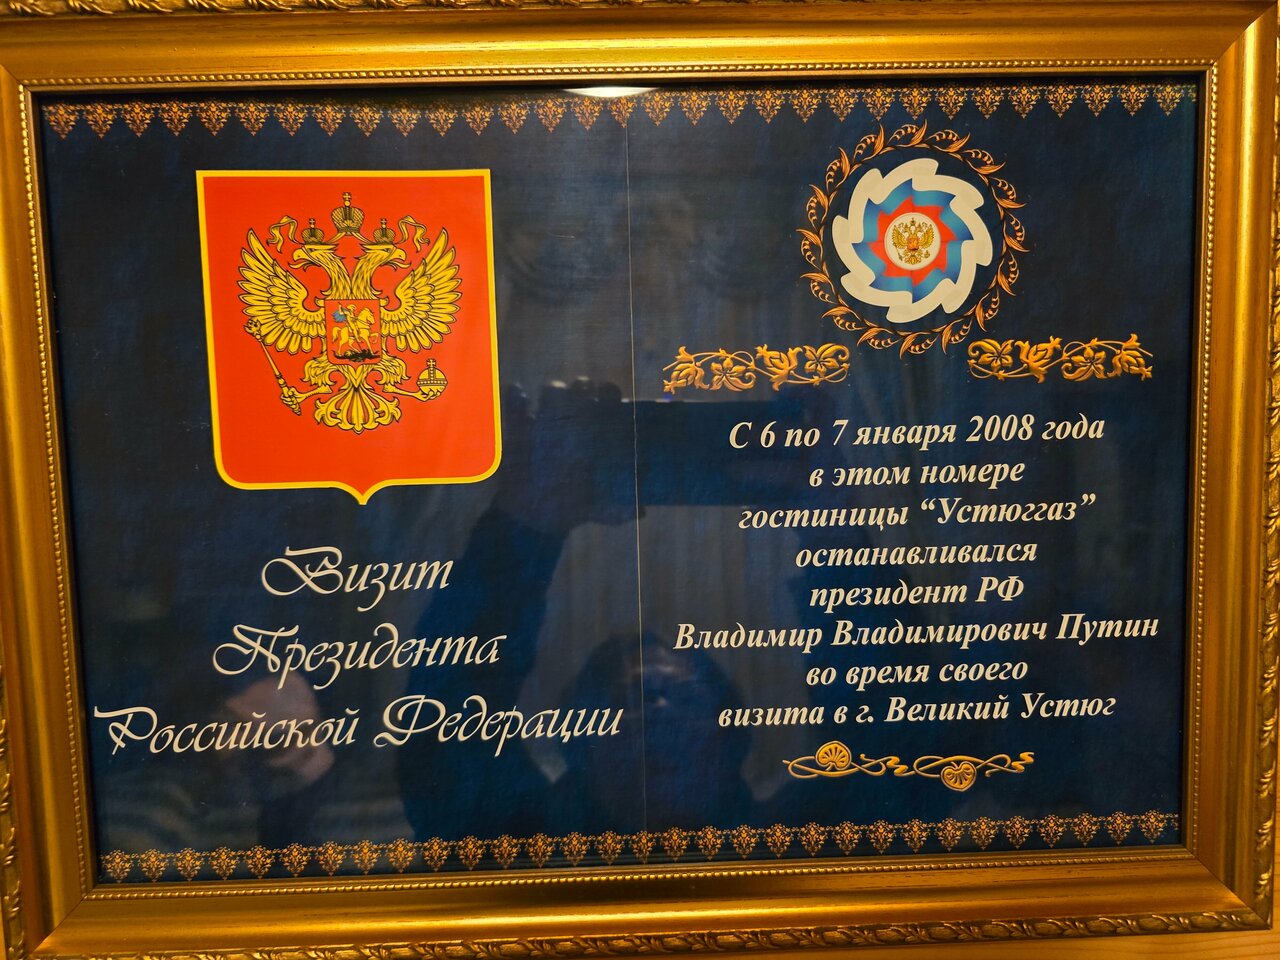 Визит
Президента
Российской Федерации
С 6 по 7 января 2008 года
в этом номере
гостиницы “Устюггаз”
останавливался
президент РФ
Владимир Владимирович Путин
во время своего
визита в г. Великий Устюг